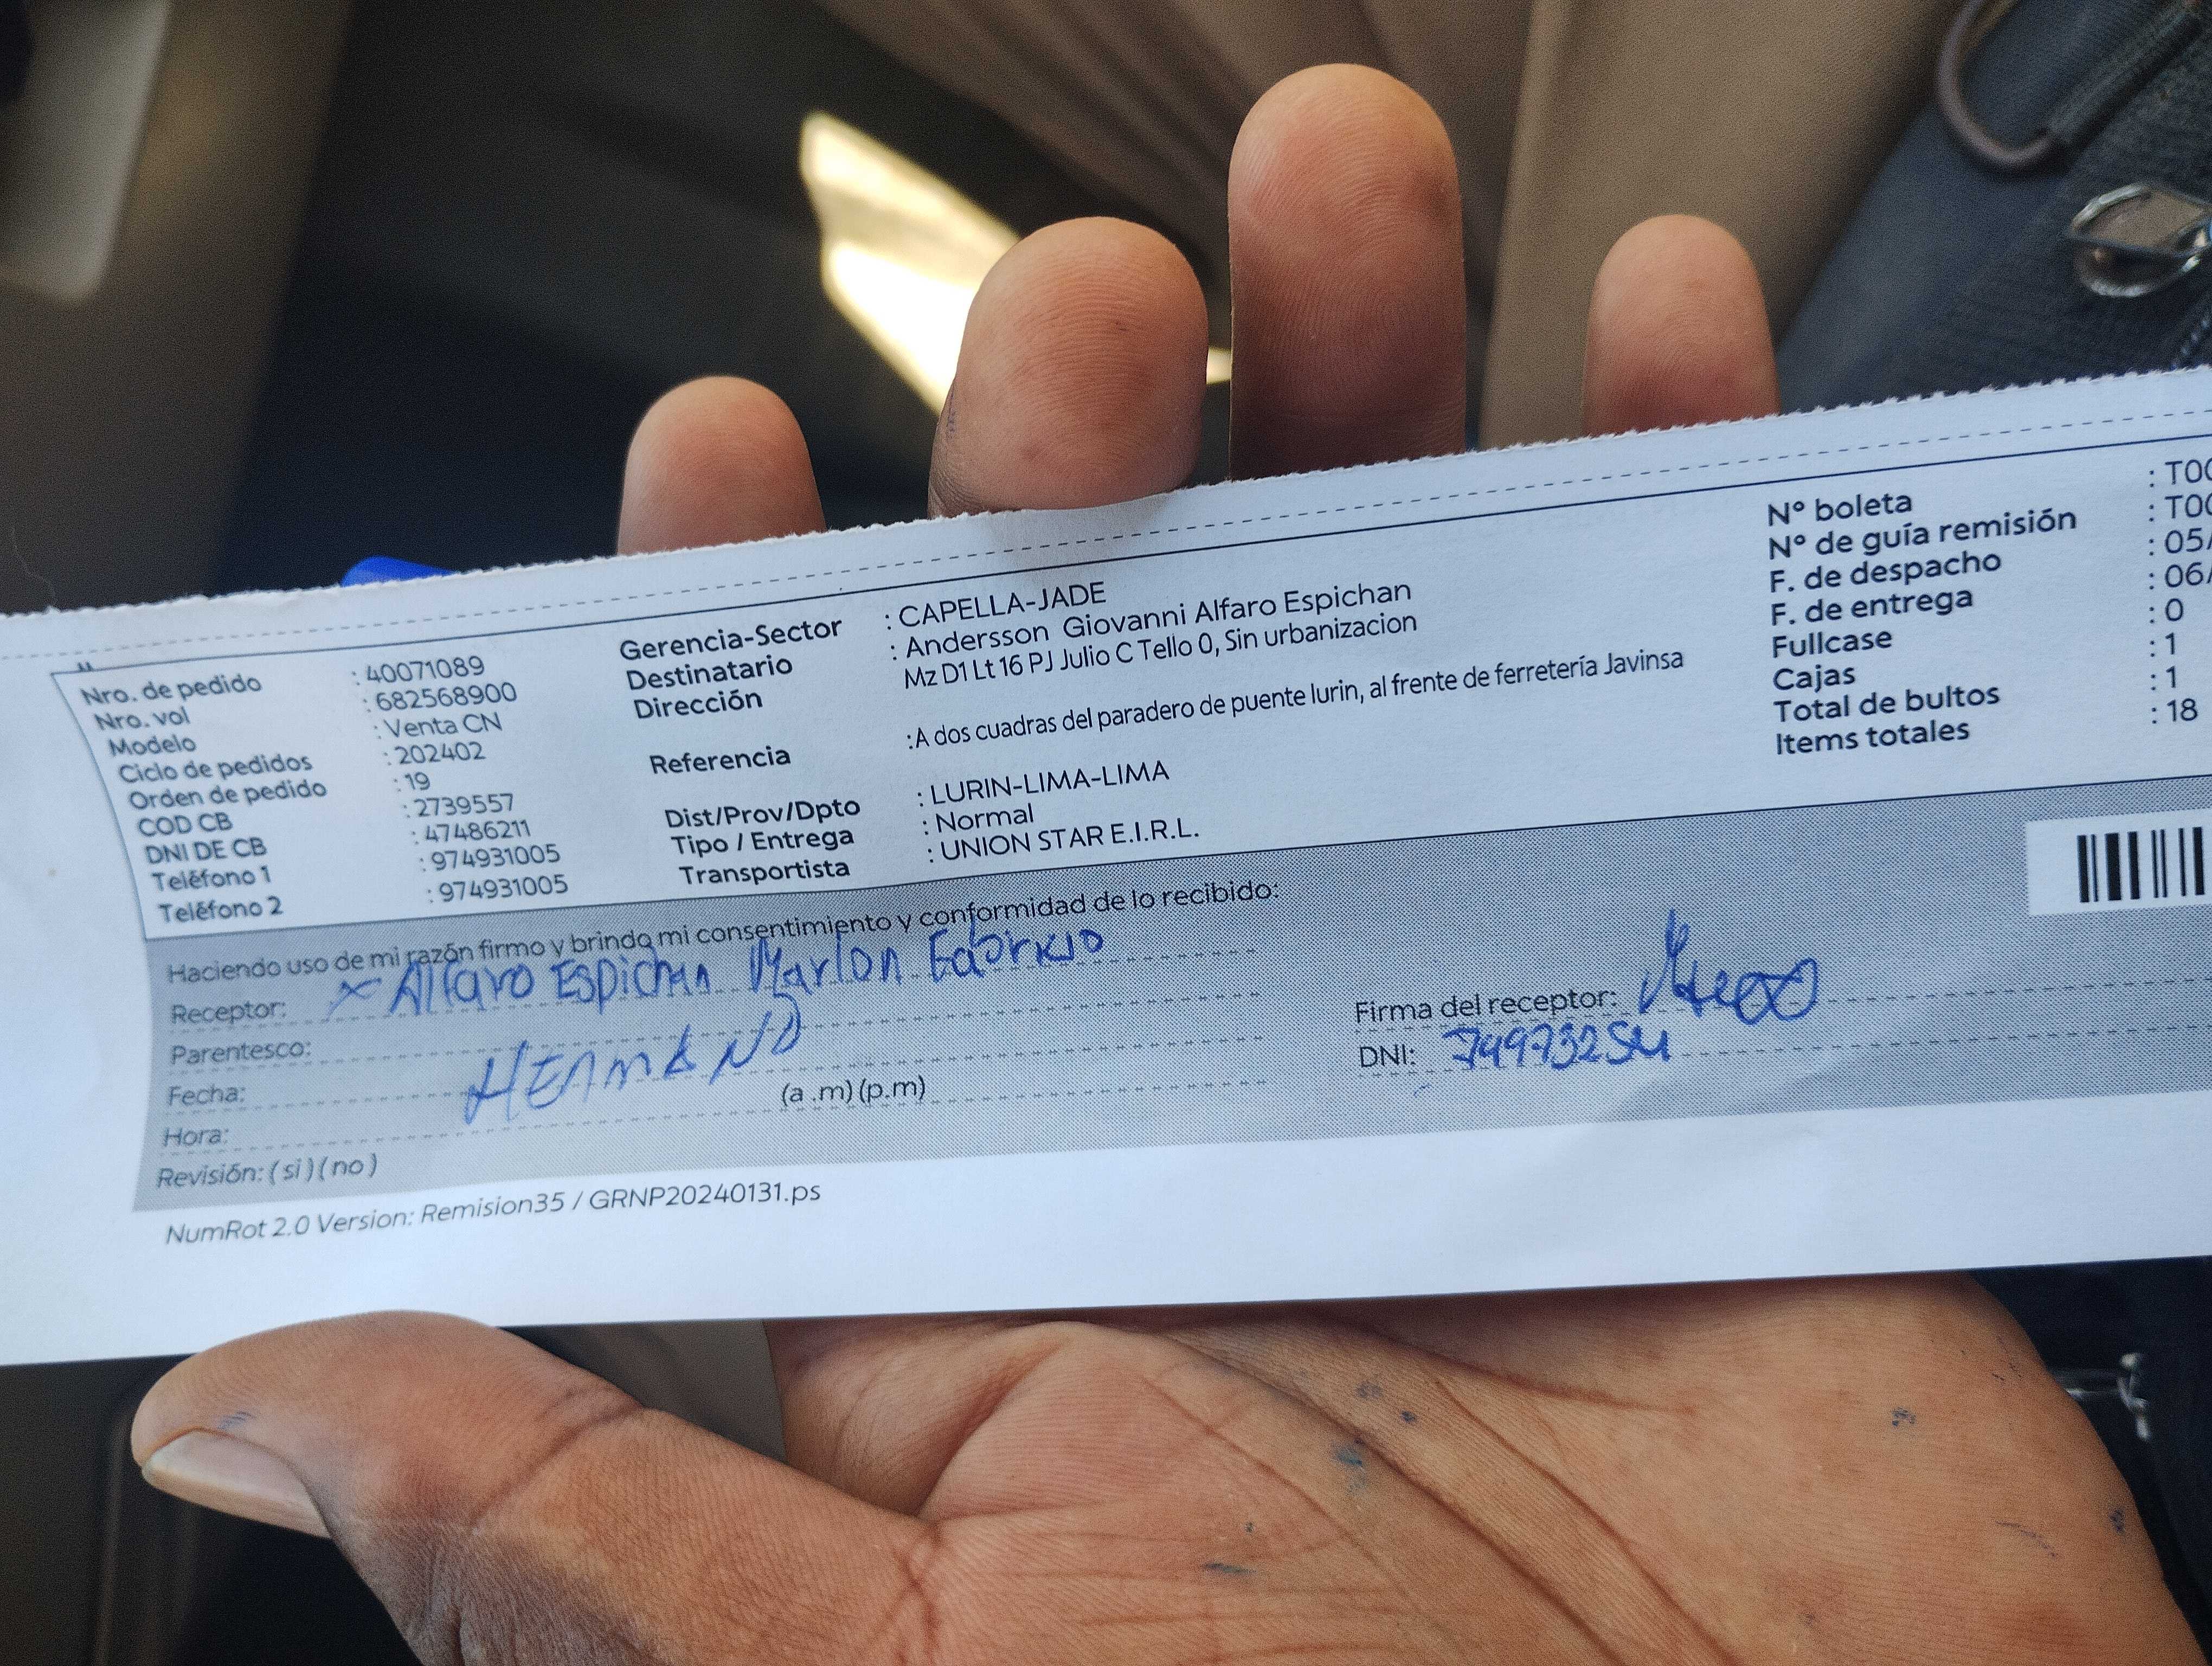 Nro. de pedido : 40071089
Nro. vol : 682568900
Modelo : Venta CN
Ciclo de pedidos : 202402
Orden de pedido : 19
COD CB : 2739557
DNI DE CB : 47486211
Teléfono 1 : 974931005
Teléfono 2 : 974931005
Gerencia-Sector : CAPELLA-JADE
Destinatario : Andersson Giovanni Alfaro Espichan
Dirección Mz D1 Lt 16 PJ Julio C Tello 0, Sin urbanizacion
Referencia :A dos cuadras del paradero de puente lurin, al frente de ferretería Javinsa
Dist/Prov/Dpto : LURIN-LIMA-LIMA
Tipo / Entrega : Normal
Transportista : UNION STAR E.I.R.L.
N° boleta : T00
N° de guía remisión : T00
F. de despacho : 05/
F. de entrega : 06/
Fullcase : 0
Cajas : 1
Total de bultos : 1
Items totales : 18
Haciendo uso de mi razón firmo y brindo mi consentimiento y conformidad de lo recibido:
Receptor: x Alfaro Espichan Marlon Fabricio
Parentesco: HERMANO
Fecha:
Hora: (a .m) (p.m)
Revisión: ( si ) ( no )
Firma del receptor:
DNI: 74973254
NumRot 2.0 Version: Remision35 / GRNP20240131.ps